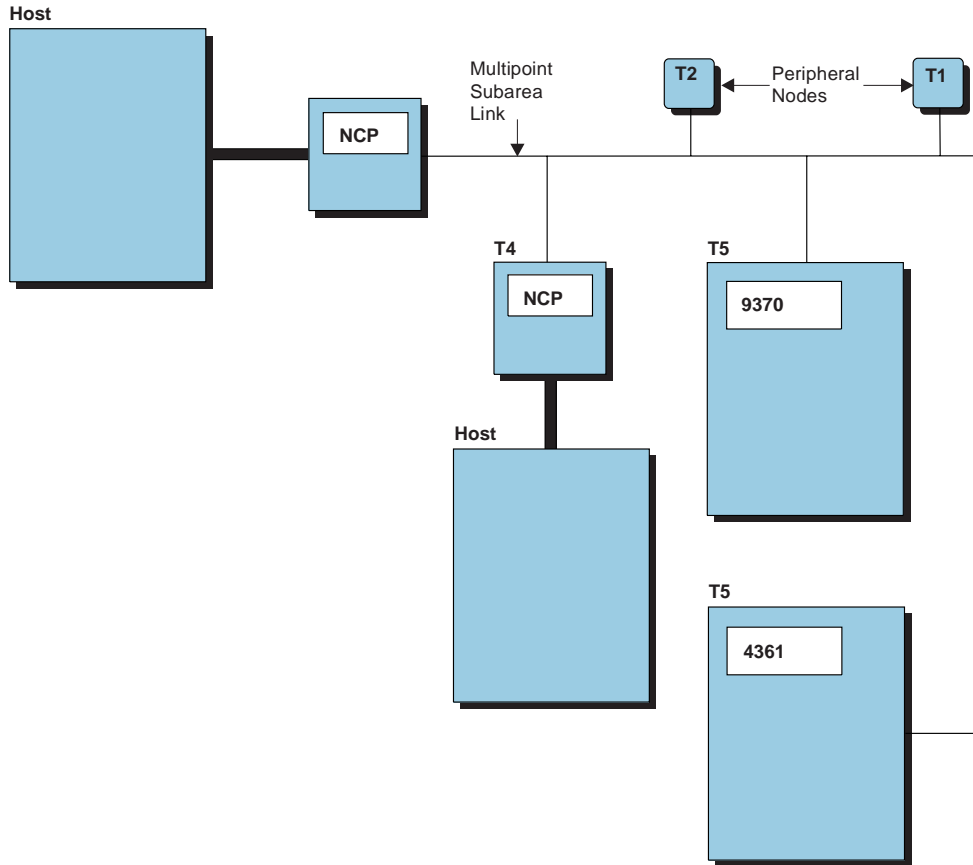 Host
Multipoint
Subarea
Link
T2
Peripheral
Nodes
T1
NCP
T4
NCP
T5
9370
Host
T5
4361